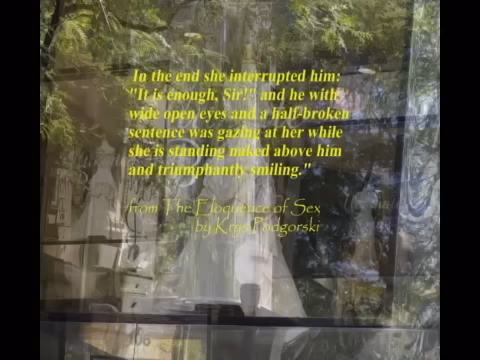 In the end she interrupted him:
"It is enough, Sir!" and he with
wide open eyes and a half-broken
sentence was gazing at her while
she is standing naked above him
and triumphantly smiling."
from The Eloquence of Sex
by Krys Podgorski